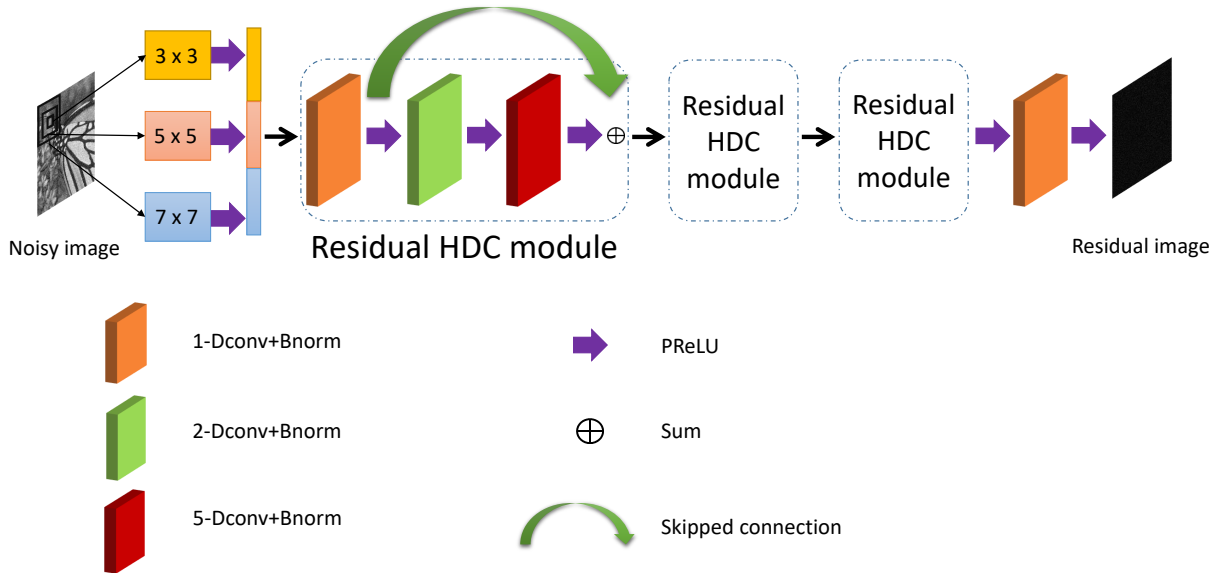 3 x 3
5 x 5
7 x 7
Noisy image
Residual HDC module
Residual
HDC
module
Residual
HDC
module
Residual image
1-Dconv+Bnorm
PReLU
2-Dconv+Bnorm
Sum
5-Dconv+Bnorm
Skipped connection